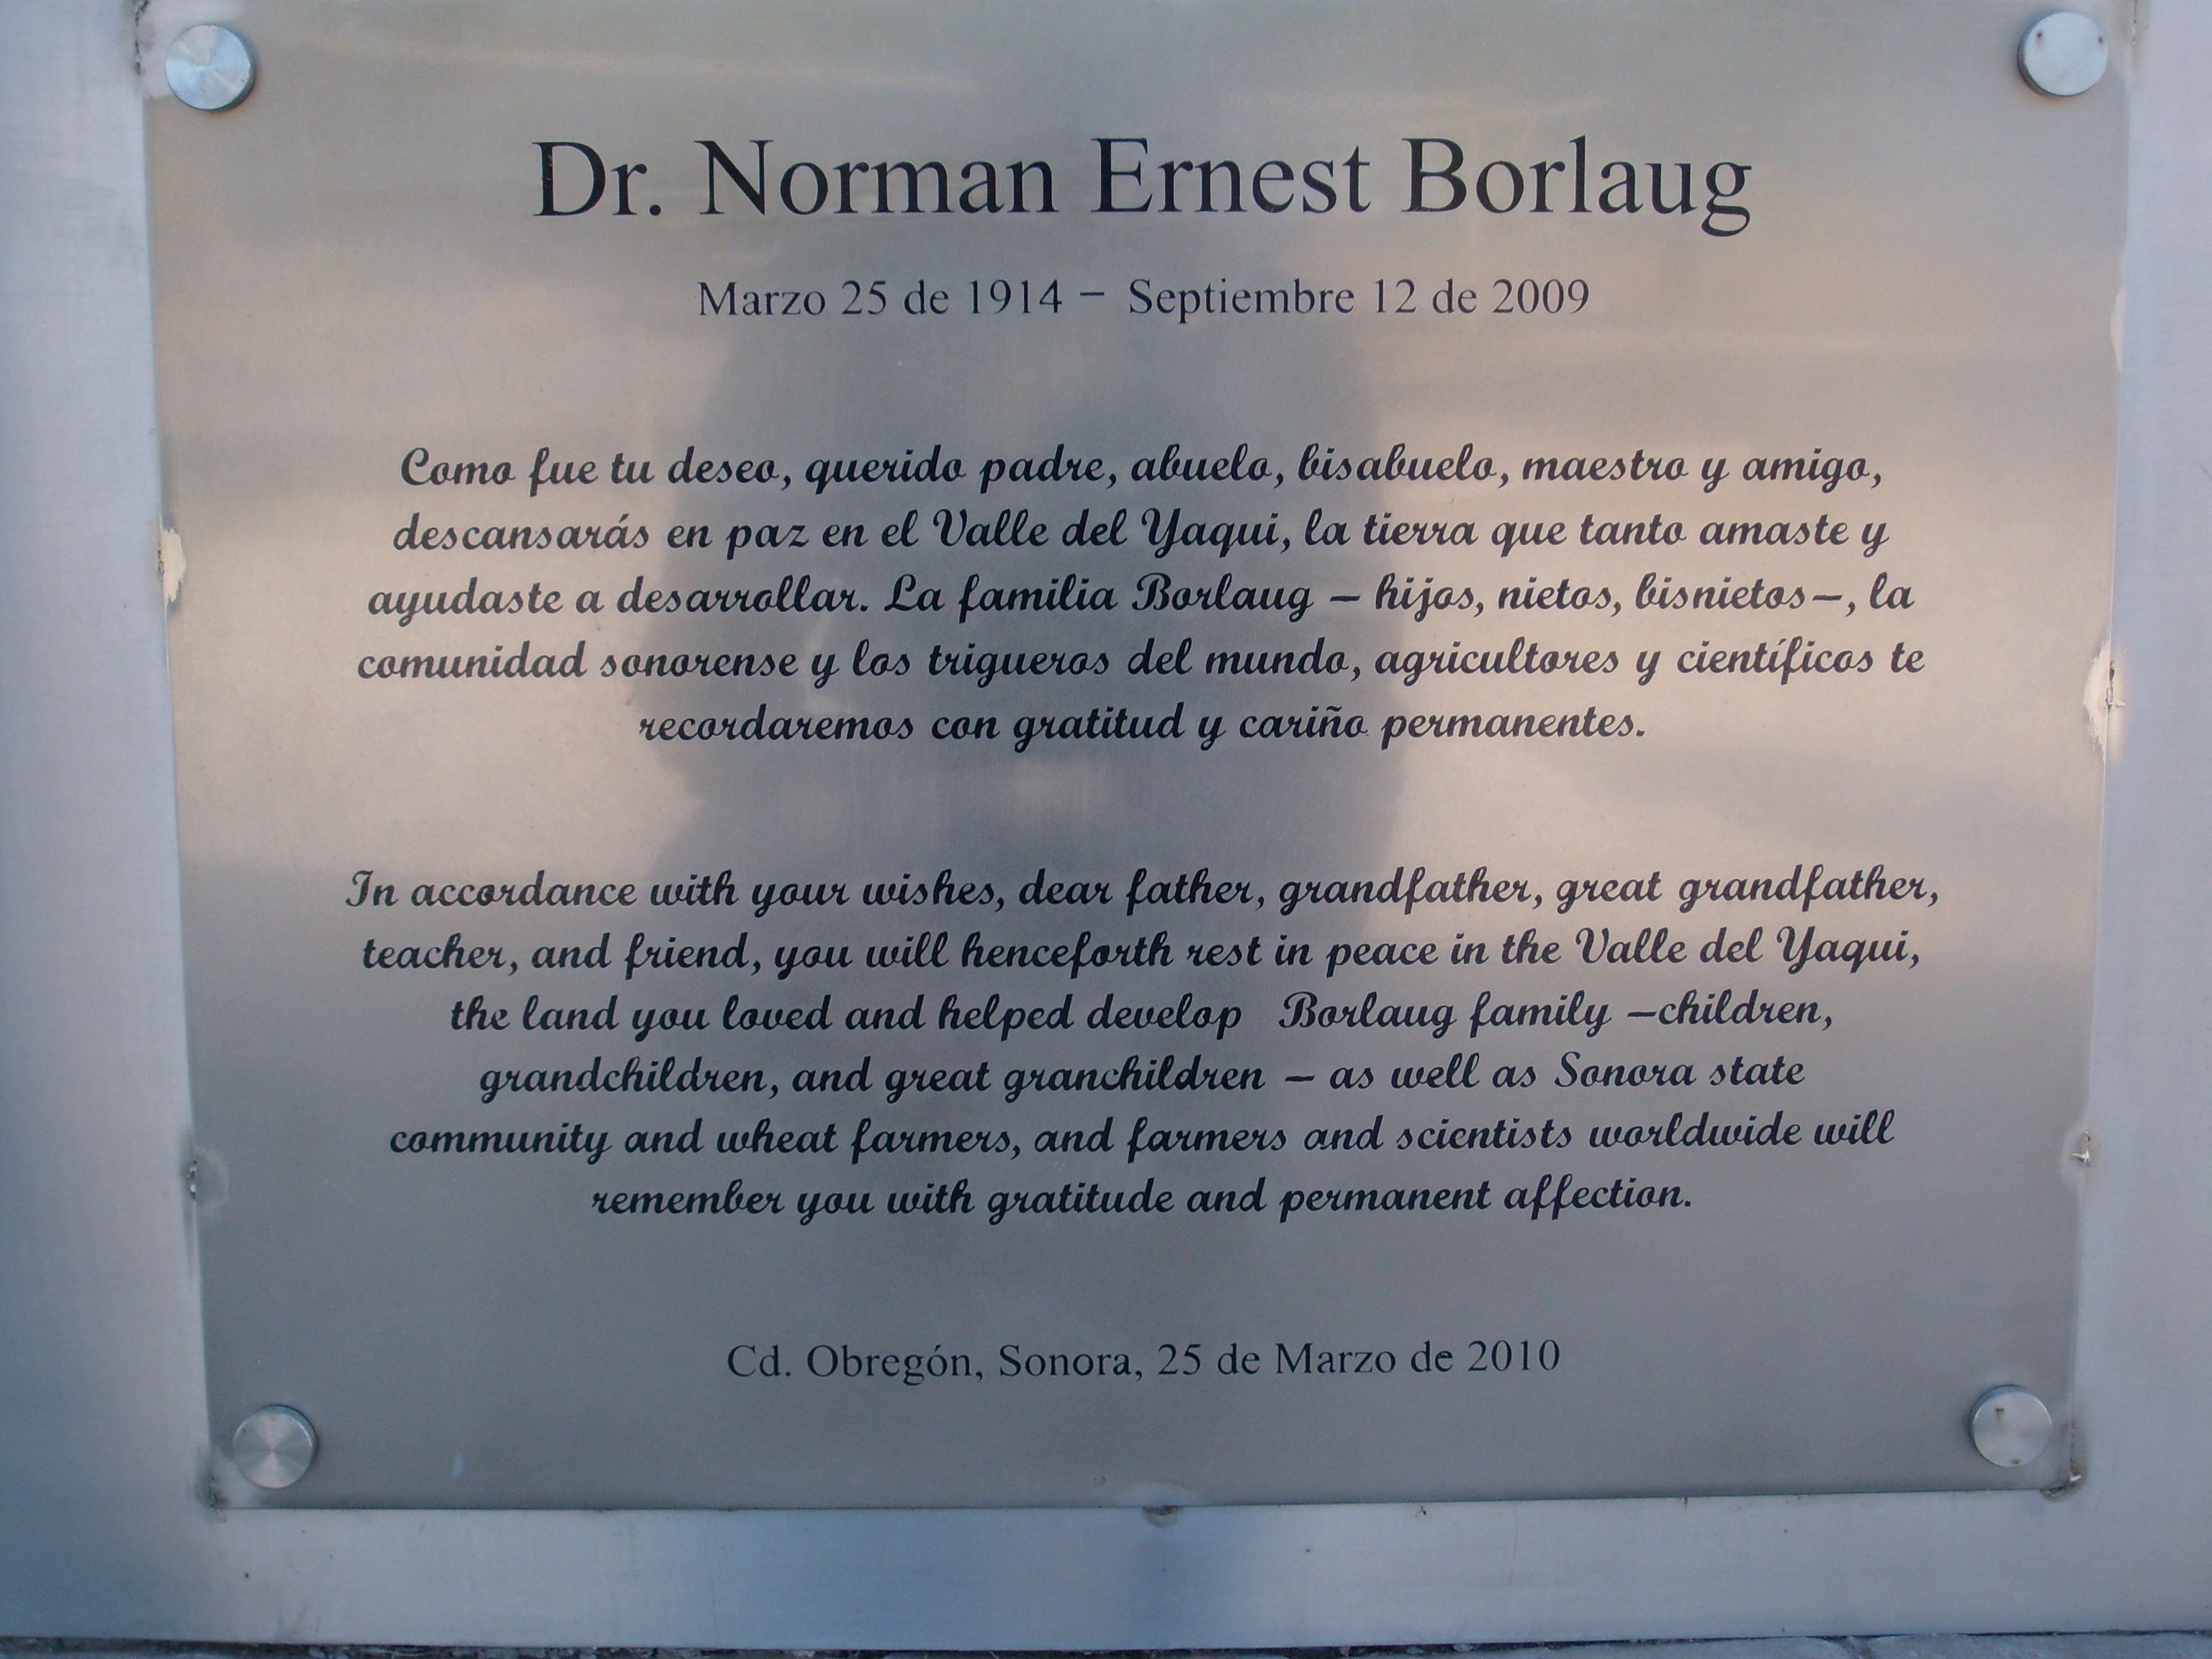 Dr. Norman Ernest Borlaug
Marzo 25 de 1914 – Septiembre 12 de 2009
Como fue tu deseo, querido padre, abuelo, bisabuelo, maestro y amigo,
descansarás en paz en el Valle del Yaqui, la tierra que tanto amaste y
ayudaste a desarrollar. La familia Borlaug – hijos, nietos, bisnietos–, la
comunidad sonorense y los trigueros del mundo, agricultores y científicos te
recordaremos con gratitud y cariño permanentes.
In accordance with your wishes, dear father, grandfather, great grandfather,
teacher, and friend, you will henceforth rest in peace in the Valle del Yaqui,
the land you loved and helped develop Borlaug family –children,
grandchildren, and great granchildren – as well as Sonora state
community and wheat farmers, and farmers and scientists worldwide will
remember you with gratitude and permanent affection.
Cd. Obregón, Sonora, 25 de Marzo de 2010